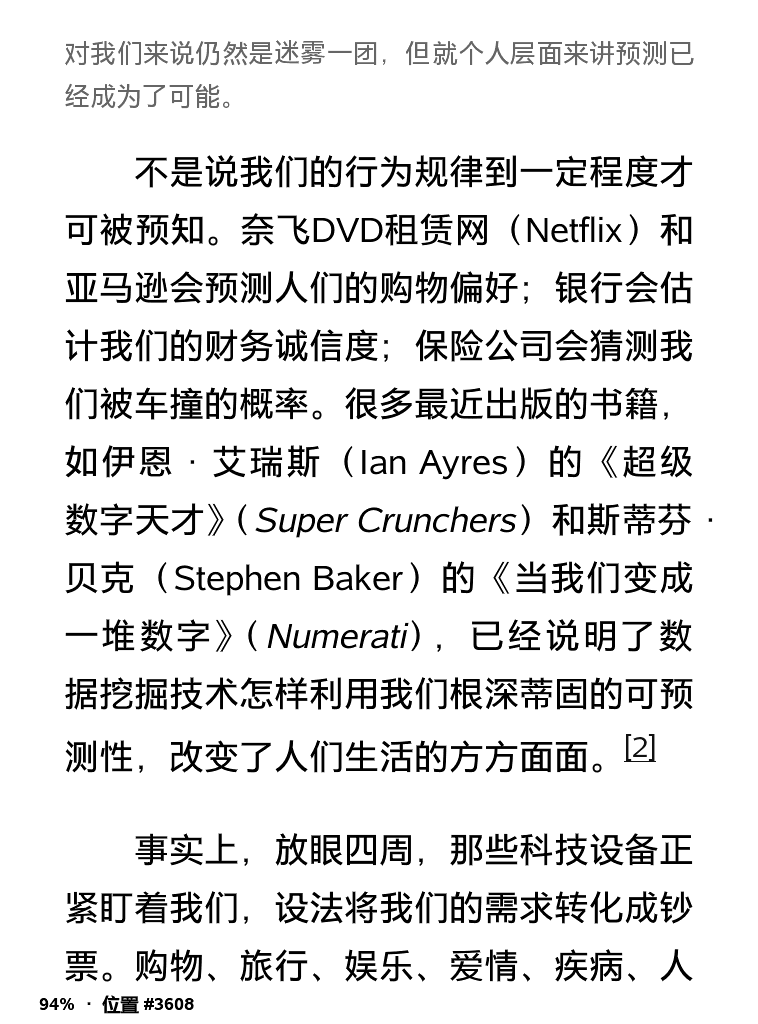 对我们来说仍然是迷雾一团，但就个人层面来讲预测已
经成为了可能。
不是说我们的行为规律到一定程度才
可被预知。奈飞DVD租赁网（Netflix）和
亚马逊会预测人们的购物偏好；银行会估
计我们的财务诚信度；保险公司会猜测我
们被车撞的概率。很多最近出版的书籍，
如伊恩·艾瑞斯（Ian Ayres）的《超级
数字天才》（Super Crunchers）和斯蒂芬·
贝克（Stephen Baker）的《当我们变成
一堆数字》（Numerati），已经说明了数
据挖掘技术怎样利用我们根深蒂固的可预
测性，改变了人们生活的方方面面。[2]
事实上，放眼四周，那些科技设备正
紧盯着我们，设法将我们的需求转化成钞
票。购物、旅行、娱乐、爱情、疾病、人
94% · 位置 #3608